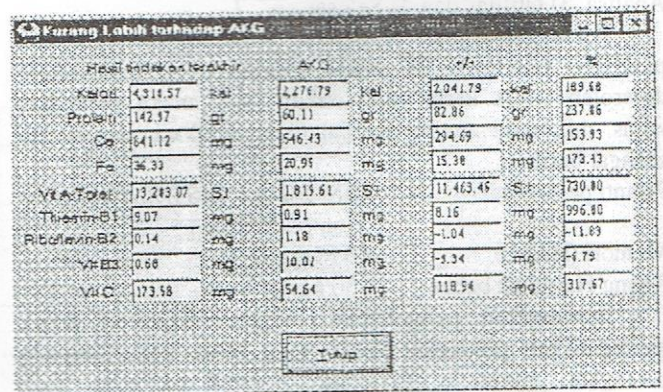 Kurang Lebih terhadap AKG
Hasil tindakan terakhir AKG +/- %
Kalori 4,318.57 kal 2,276.79 kal 2,041.79 kal 189.68
Protein 142.97 gr 60.11 gr 82.86 gr 237.86
Ca 841.12 mg 546.43 mg 294.69 mg 153.93
Fe 36.33 mg 20.95 mg 15.38 mg 173.43
Vit.A-Total 13,283.07 S.I 1,819.61 S.I 11,463.46 S.I 730.80
Thiamin-B1 9.07 mg 0.91 mg 8.16 mg 996.80
Riboflavin-B2 0.14 mg 1.18 mg -1.04 mg -11.89
Vit-B3 0.68 mg 10.02 mg -9.34 mg -6.79
Vit C 173.58 mg 54.64 mg 118.94 mg 317.67
Tutup